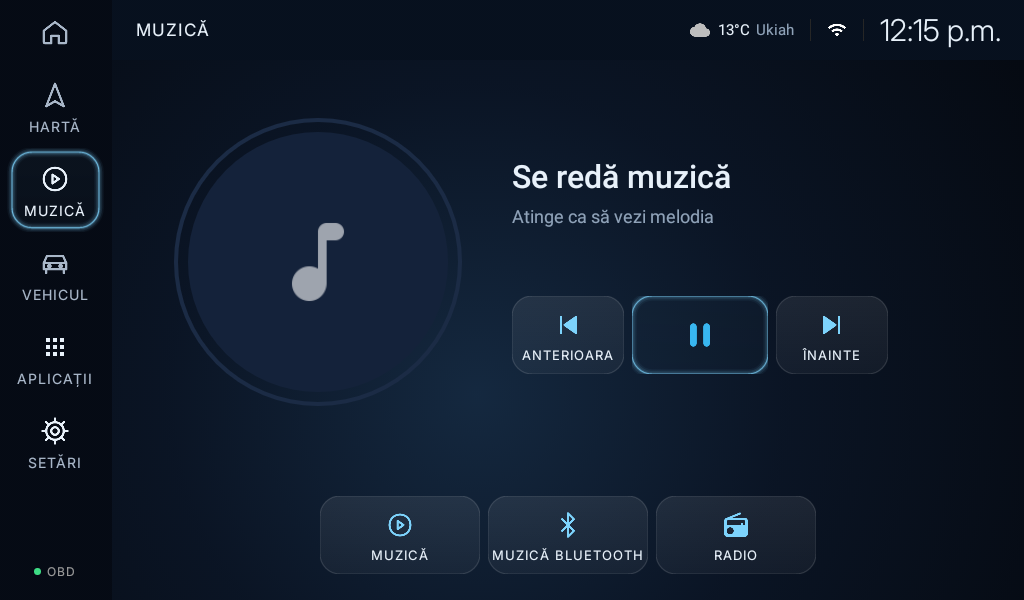 MUZICĂ
13°C Ukiah
12:15 p.m.
HARTĂ
MUZICĂ
VEHICUL
APLICAȚII
SETĂRI
OBD
Se redă muzică
Atinge ca să vezi melodia
ANTERIOARA
ÎNAINTE
MUZICĂ
MUZICĂ BLUETOOTH
RADIO